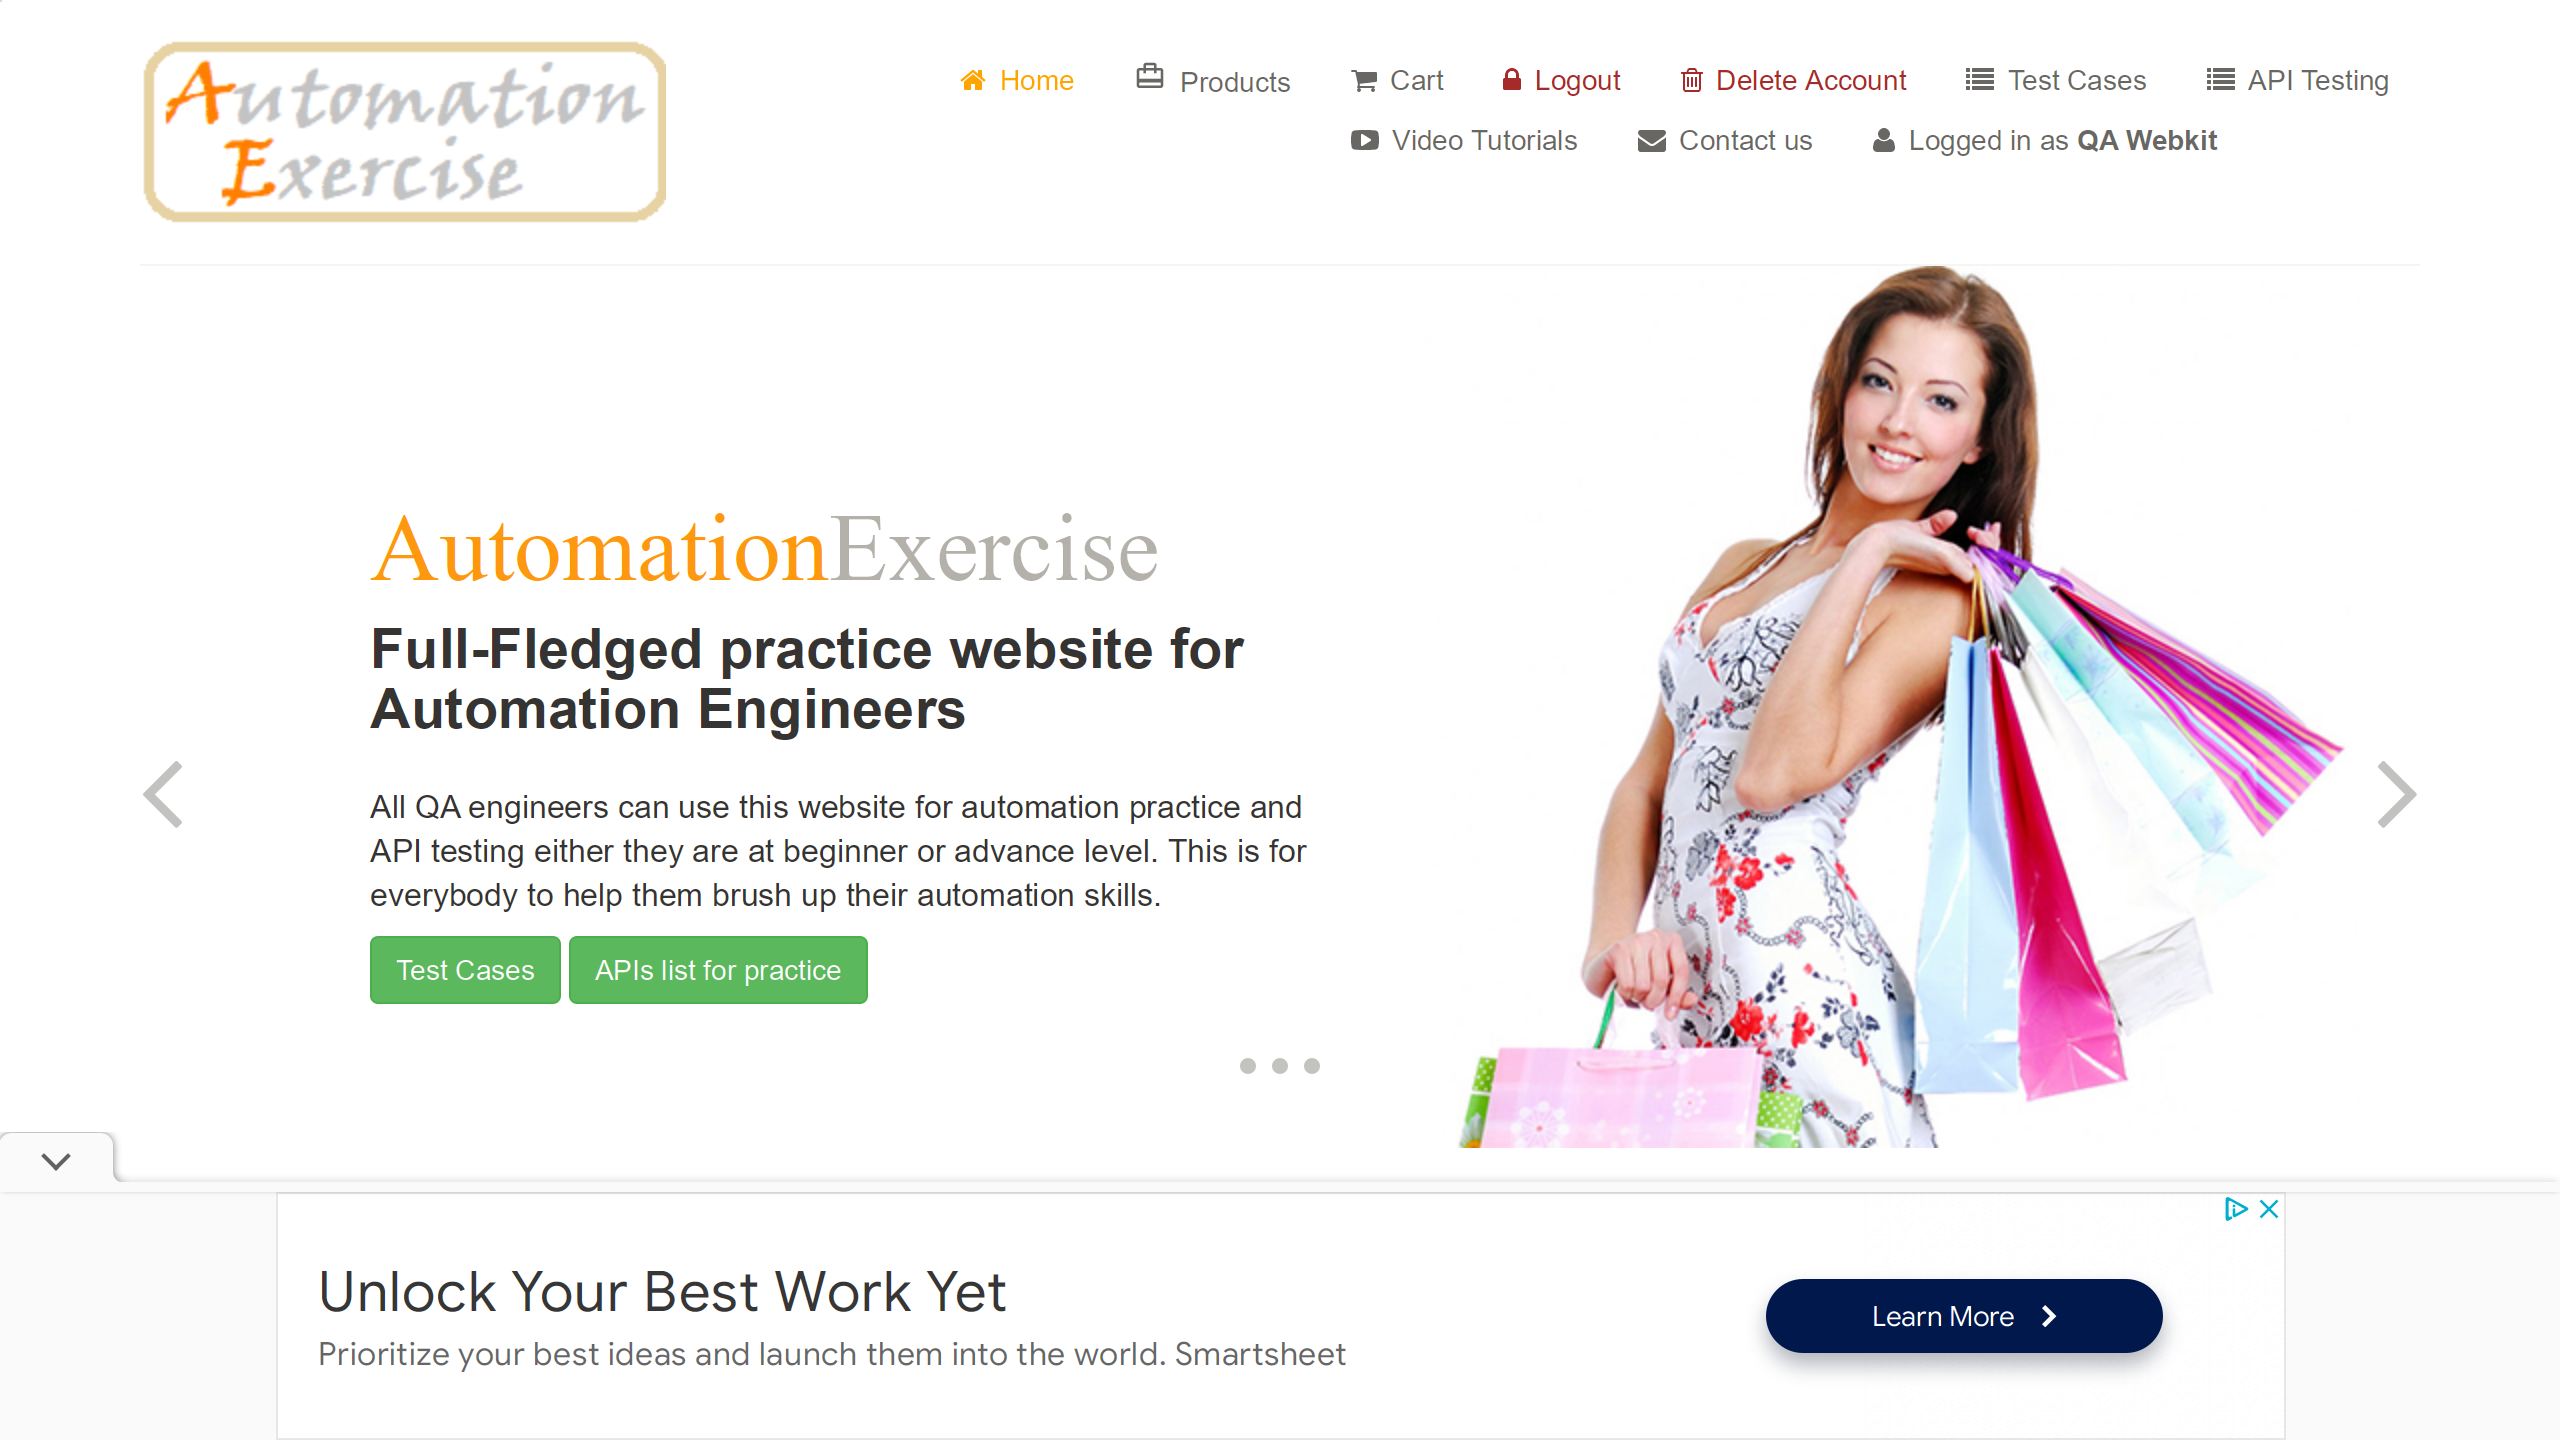 Automation
Exercise
Home Products Cart Logout Delete Account Test Cases API Testing
Video Tutorials Contact us Logged in as QA Webkit
AutomationExercise
Full-Fledged practice website for
Automation Engineers
All QA engineers can use this website for automation practice and
API testing either they are at beginner or advance level. This is for
everybody to help them brush up their automation skills.
Test Cases APIs list for practice
Unlock Your Best Work Yet
Prioritize your best ideas and launch them into the world. Smartsheet
Learn More